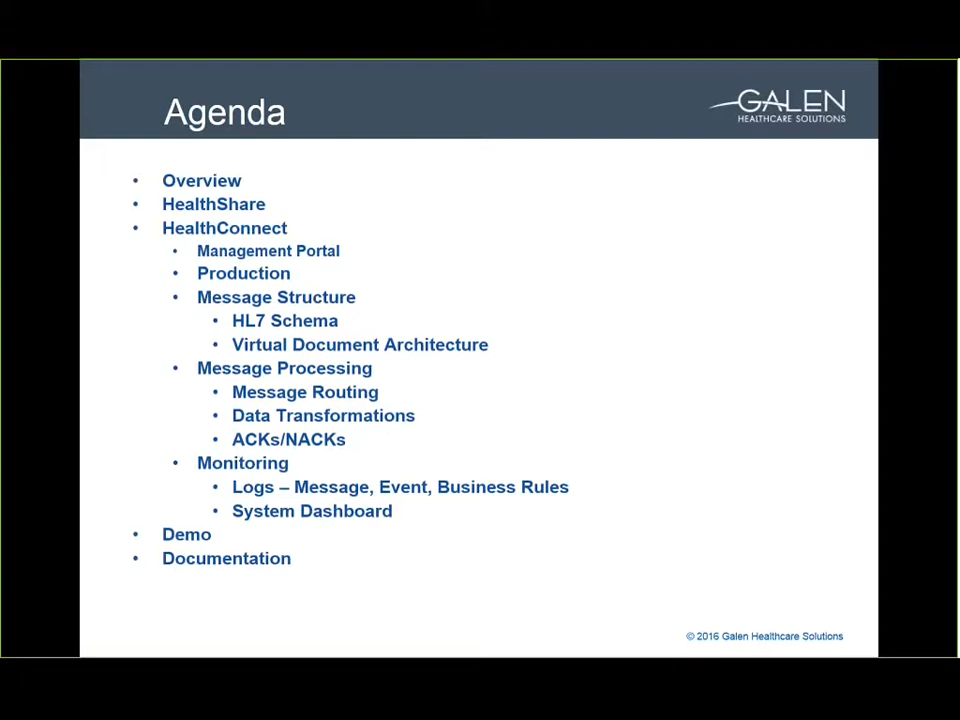 Agenda
GALEN
HEALTHCARE SOLUTIONS
• Overview
• HealthShare
• HealthConnect
• Management Portal
• Production
• Message Structure
• HL7 Schema
• Virtual Document Architecture
• Message Processing
• Message Routing
• Data Transformations
• ACKs/NACKs
• Monitoring
• Logs – Message, Event, Business Rules
• System Dashboard
• Demo
• Documentation
© 2016 Galen Healthcare Solutions